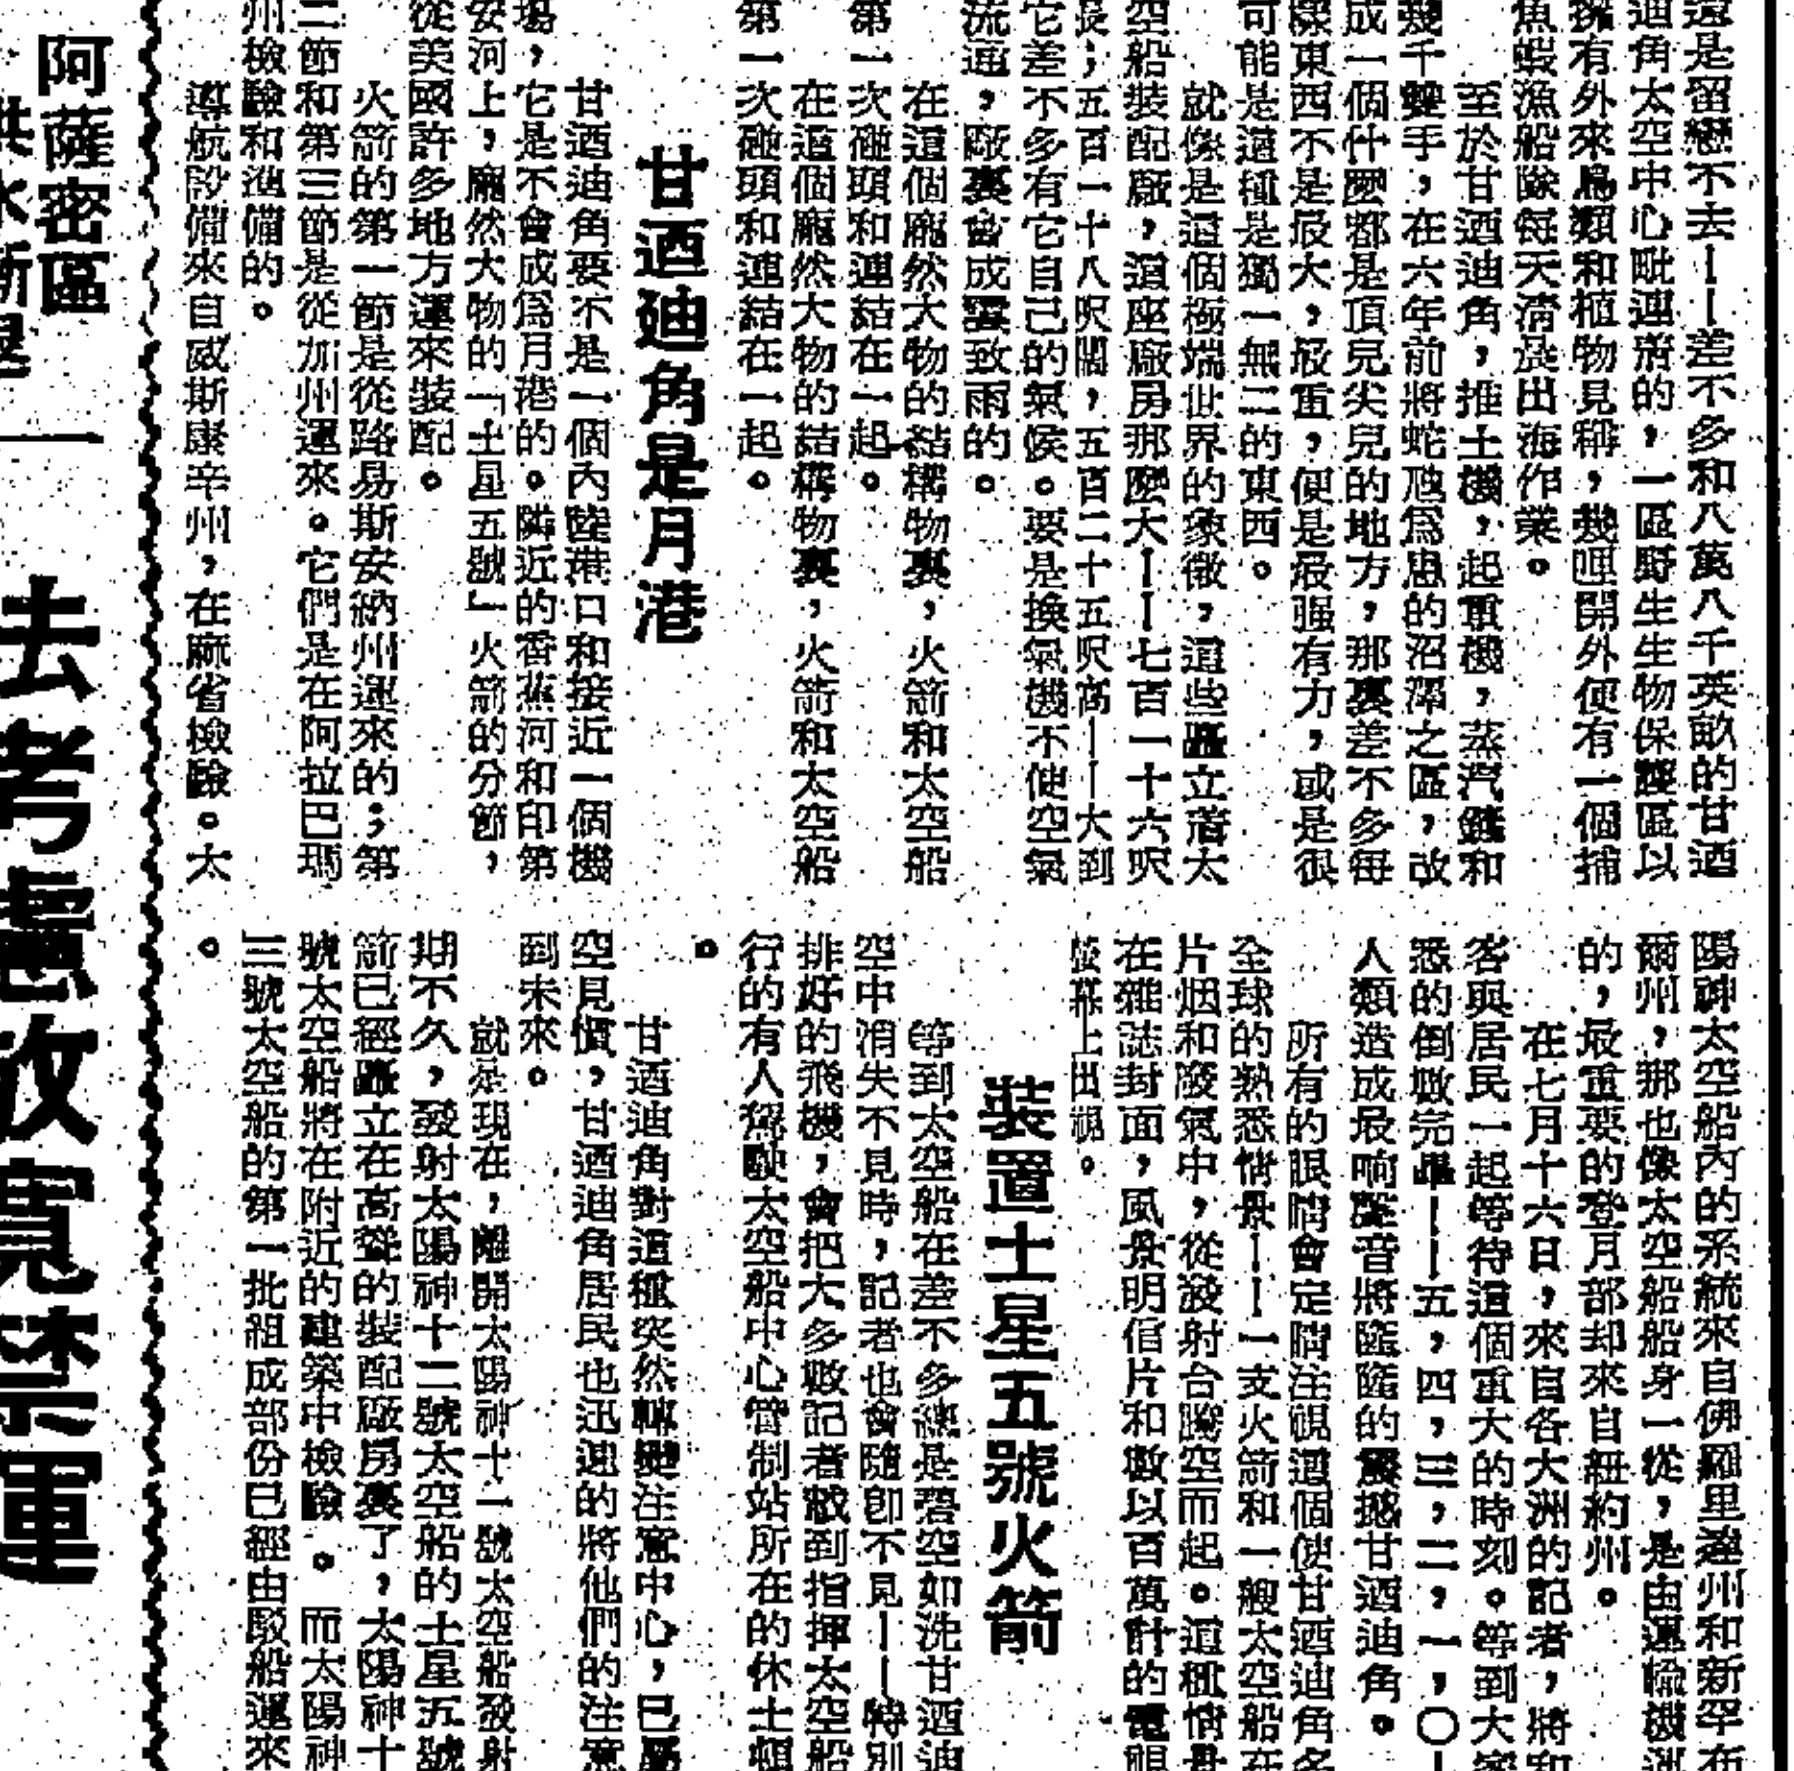 還是留戀不去——差不多和八萬八千英畝的甘迺
迪角太空中心毗連着的，一區野生生物保護區以
擁有外來鳥類和植物見稱，幾哩開外便有一個捕
魚蝦漁船隊每天清晨出海作業。
至於甘迺迪角，推土機，起重機，蒸汽鏟和
幾千雙手，在六年前將蛇虺爲患的沼澤之區，改
成一個什麼都是頂兒尖兒的地方，那裏差不多每
樣東西不是最大，最重，便是最强有力，或是很
可能是這種是獨一無二的東西。
就像是這個極端世界的象徵，這些矗立着太
空船裝配廠，這座廠房那麼大——七百一十六呎
長；五百一十八呎闊，五百二十五呎高——大到
它差不多有它自己的氣候。要是換氣機不使空氣
流通，廠裏會成雲致雨的。
在這個龐然大物的結構物裏，火箭和太空船
第一次碰頭和連結在一起。
在這個龐然大物的結構物裏，火箭和太空船
第一次碰頭和連結在一起。
甘迺廸角是月港
甘迺迪角要不是一個內陸港口和接近一個機
場，它是不會成爲月港的。隣近的香蕉河和印第
安河上，龐然大物的「土星五號」火箭的分節，
從美國許多地方運來裝配。
火箭的第一節是從路易斯安納州運來的；第
二節和第三節是從加州運來。它們是在阿拉巴瑪
州檢驗和準備的。
導航設備來自威斯康辛州，在麻省檢驗。太
陽神太空船內的系統來自佛羅里達州和新罕布
爾州，那也像太空船船身一從，是由運輸機運
的，最重要的登月部却來自紐約州。
在七月十六日，來自各大洲的記者，將和
客與居民一起等待這個重大的時刻。等到大家
悉的倒數完畢——五，四，三，二，一，〇—
人類造成最响聲音將隆隆的震撼甘迺迪角。
所有的眼睛會定睛注視這個使甘迺迪角名
全球的熱悉情景——一支火箭和一艘太空船在
片烟和廢氣中，從發射台騰空而起。這種情景
在雜誌封面，風景明信片和數以百萬計的電視
螢幕上出現。
裝置土星五號火箭
等到太空船在差不多總是碧空如洗甘迺迪
空中消失不見時，記者也會隨卽不見——特別
排好的飛機，會把大多數記者載到指揮太空船
行的有人駕駛太空船中心管制站所在的休士頓
。
甘迺迪角對這種突然轉變注意中心，已屬
空見慣，甘迺迪角居民也迅速的將他們的注意
到未來。
就是現在，離開太陽神十一號太空船發射
期不久，發射太陽神十二號太空船的土星五號
箭已經矗立在高聳的裝配廠房裏了，太陽神十
號太空船將在附近的建築中檢驗。而太陽神
三號太空船的第一批組成部份已經由駁船運來
。
阿薩密區
洪水漸退
去考慮放寬禁運